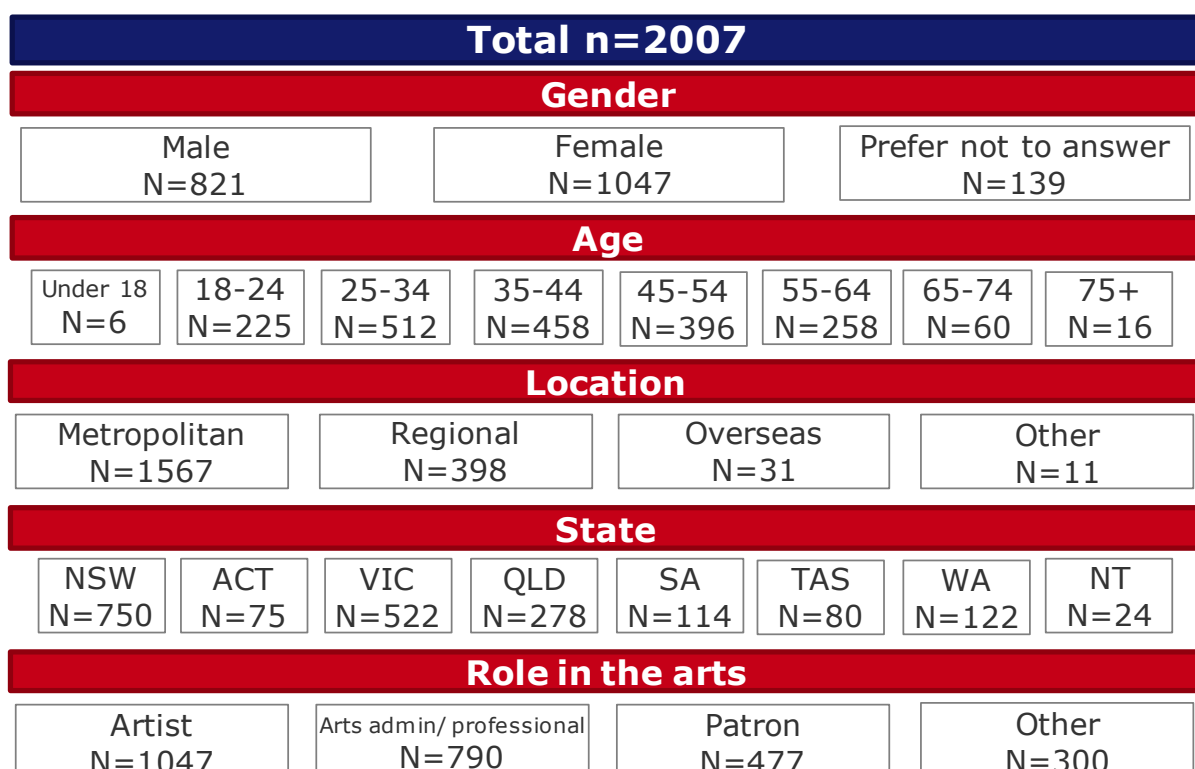 Total n=2007
Gender
Male
N=821
Female
N=1047
Prefer not to answer
N=139
Age
Under 18
N=6
18-24
N=225
25-34
N=512
35-44
N=458
45-54
N=396
55-64
N=258
65-74
N=60
75+
N=16
Location
Metropolitan
N=1567
Regional
N=398
Overseas
N=31
Other
N=11
State
NSW
N=750
ACT
N=75
VIC
N=522
QLD
N=278
SA
N=114
TAS
N=80
WA
N=122
NT
N=24
Role in the arts
Artist
N=1047
Arts admin/ professional
N=790
Patron
N=477
Other
N=300